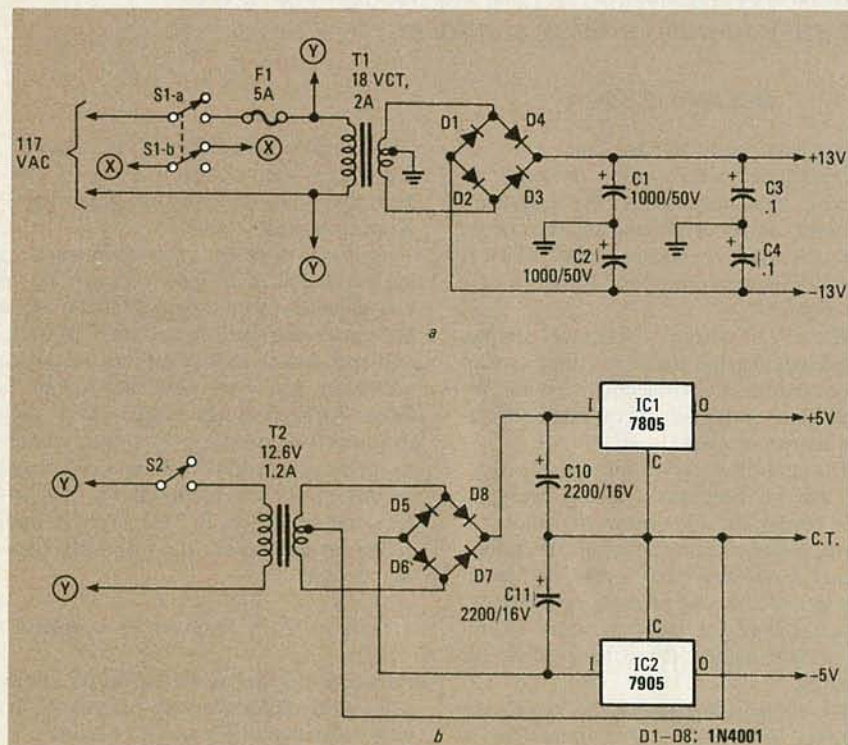 Y
T1
18 VCT,
2A
F1
5A
S1-a
117
VAC
S1-b
X
X
Y
D1
D4
D2
D3
+
C1
1000/50V
+
C3
.1
+
C2
1000/50V
+
C4
.1
+13V
-13V
a
T2
12.6V
1.2A
S2
Y
Y
D5
D8
D6
D7
+
C10
2200/16V
+
C11
2200/16V
I
IC1
7805
O
+5V
C
C.T.
C
I
IC2
7905
O
-5V
b
D1–D8: 1N4001